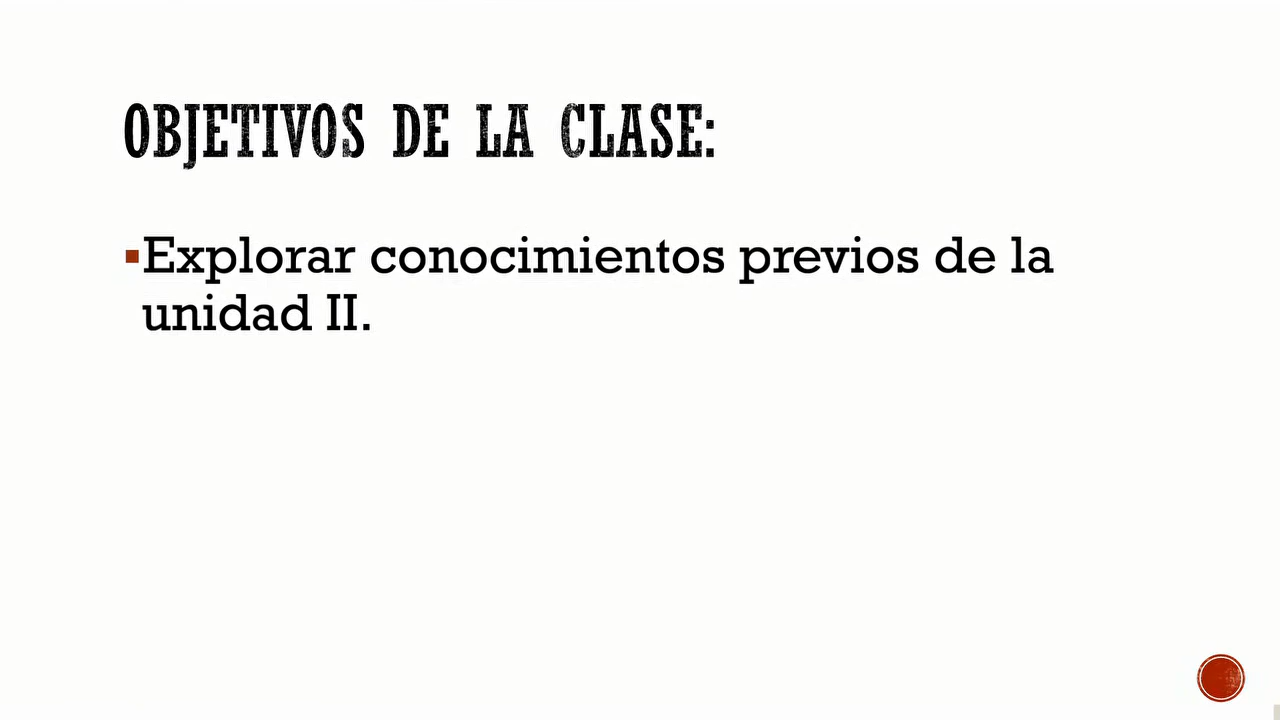 OBJETIVOS DE LA CLASE:
▪Explorar conocimientos previos de la
unidad II.